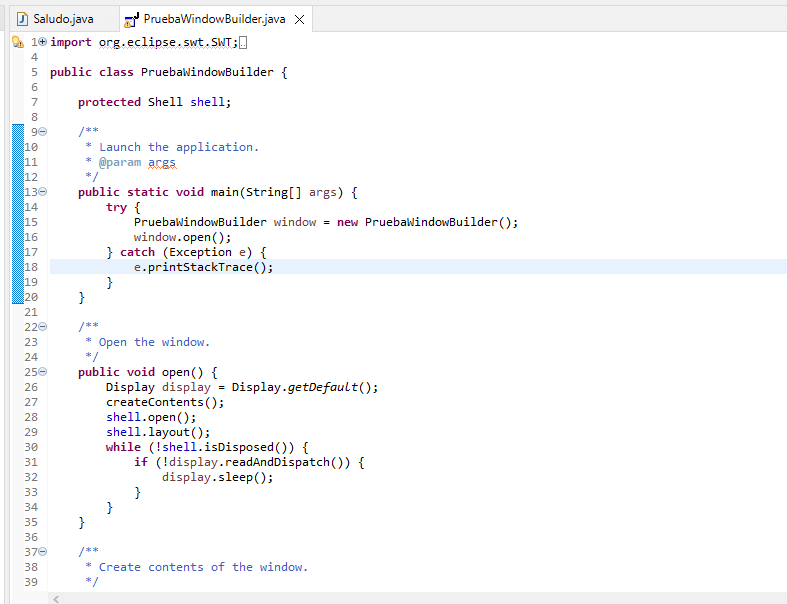 Saludo.java
PruebaWindowBuilder.java
1 import org.eclipse.swt.SWT;
4
5 public class PruebaWindowBuilder {
6
7     protected Shell shell;
8
9     /**
10      * Launch the application.
11      * @param args
12      */
13     public static void main(String[] args) {
14         try {
15             PruebaWindowBuilder window = new PruebaWindowBuilder();
16             window.open();
17         } catch (Exception e) {
18             e.printStackTrace();
19         }
20     }
21
22     /**
23      * Open the window.
24      */
25     public void open() {
26         Display display = Display.getDefault();
27         createContents();
28         shell.open();
29         shell.layout();
30         while (!shell.isDisposed()) {
31             if (!display.readAndDispatch()) {
32                 display.sleep();
33             }
34         }
35     }
36
37     /**
38      * Create contents of the window.
39      */